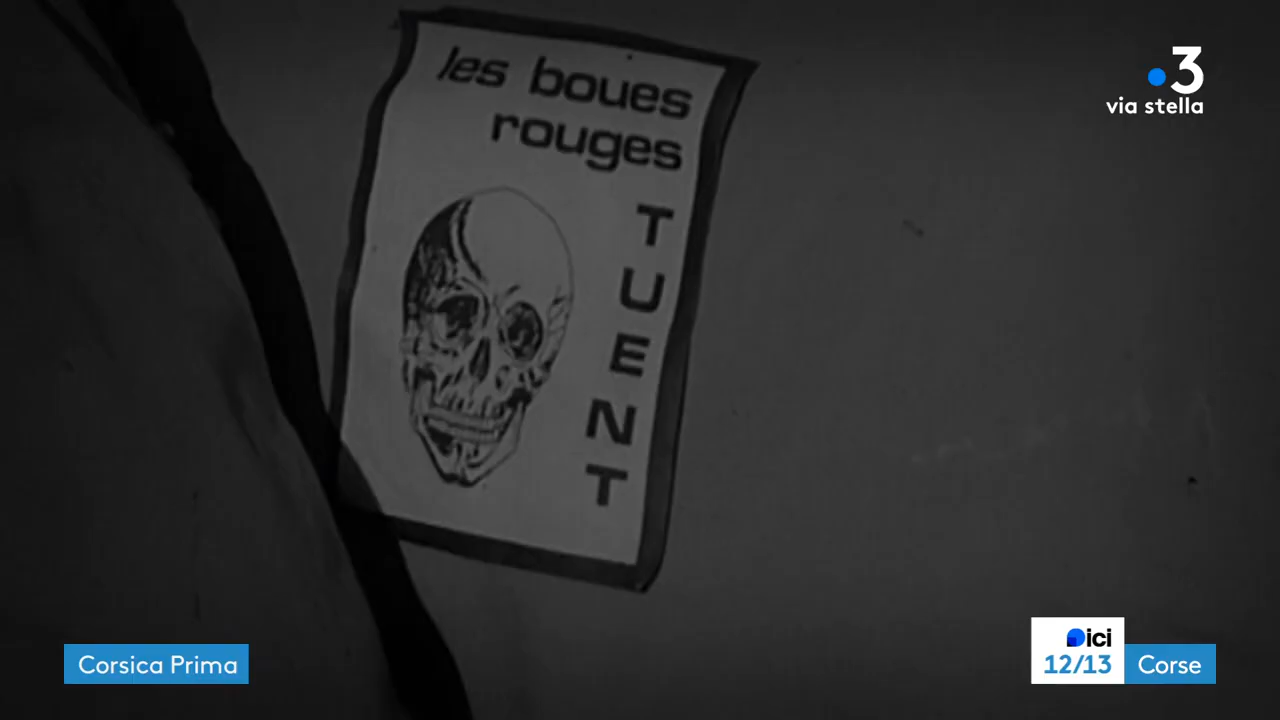 les boues
rouges
TUENT
3
via stella
Corsica Prima
ici
12/13
Corse